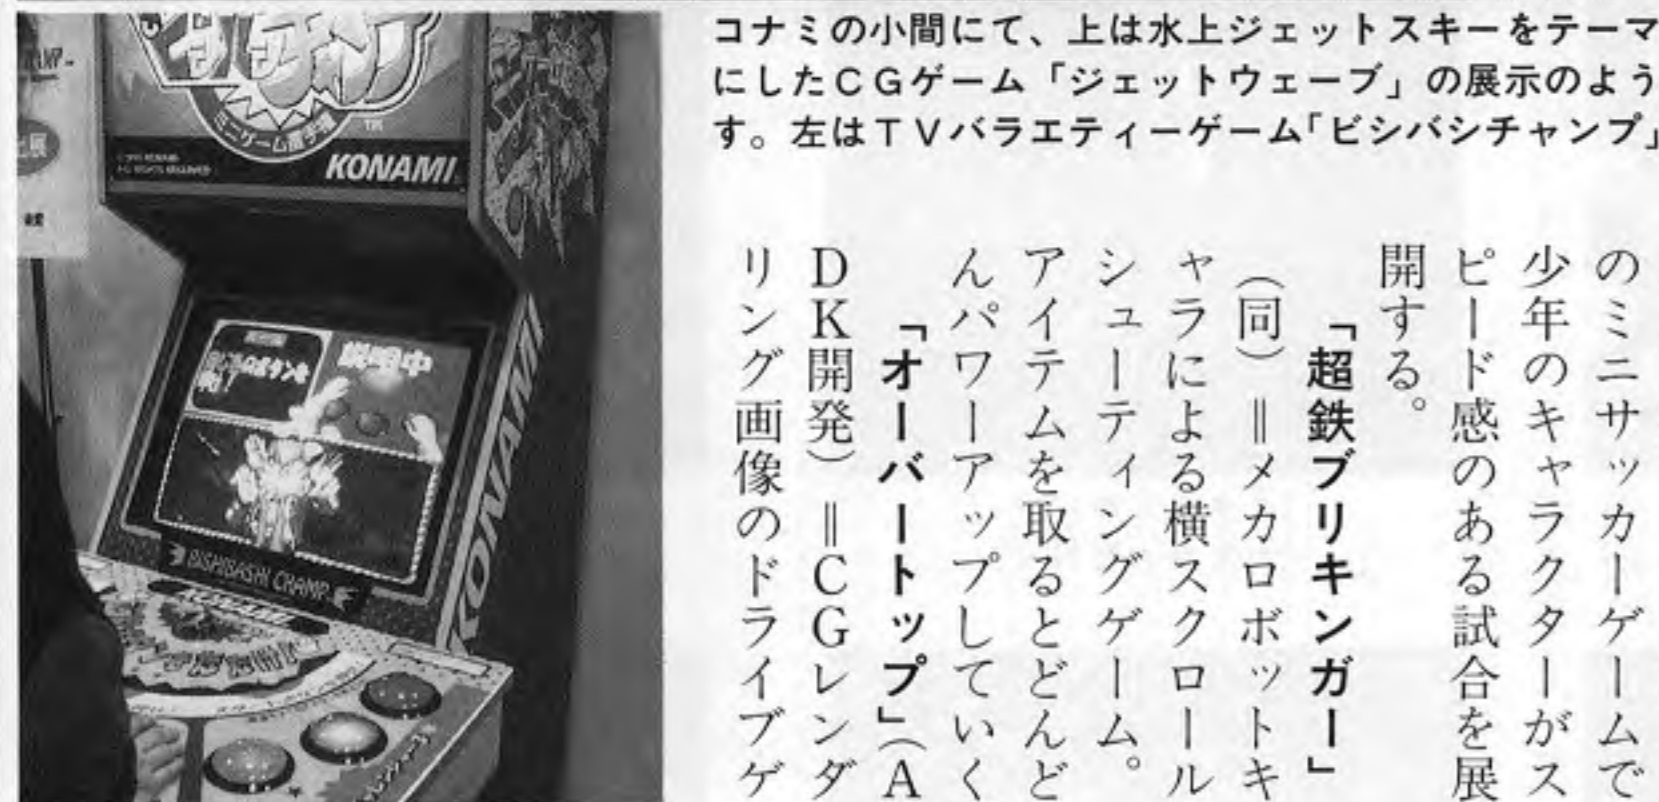 コナミの小間にて、上は水上ジェットスキーをテーマ
にしたCGゲーム「ジェットウェーブ」の展示のよう
す。左はTVバラエティーゲーム「ビシバシチャンプ」
のミニサッカーゲームで
少年のキャラクターがス
ピード感のある試合を展
開する。
「超鉄ブリキンガー」
(同)=メカロボットキ
ャラによる横スクロール
シューティングゲーム。
アイテムを取るとどんど
んパワーアップしていく
「オーバートップ」(A
DK開発)=CGレンダ
リング画像のドライブゲ
ミニゲーム選手権
TM
KONAMI
説明中
KONAMI
BISHIBASHI CHAMP
KONAMI